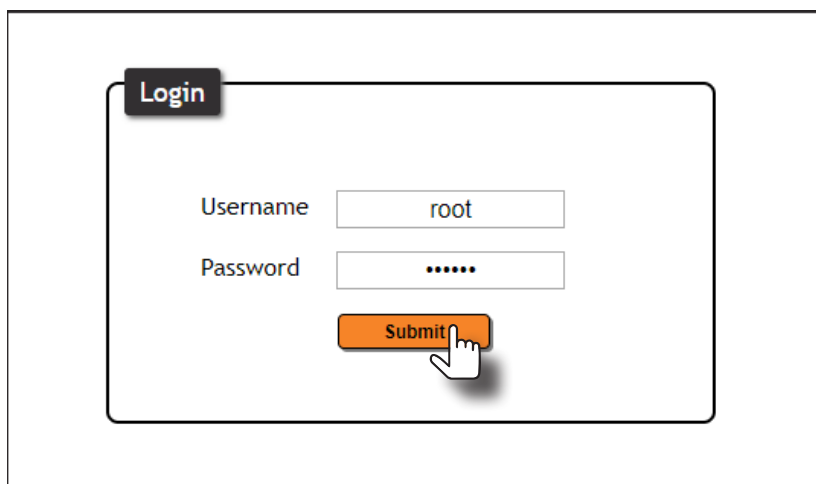 Login
Username root
Password ••••••
Submit